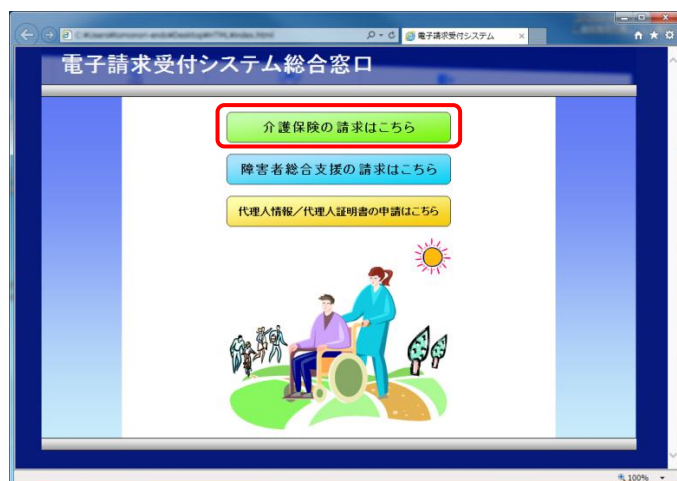 電子請求受付システム
電子請求受付システム総合窓口
介護保険の請求はこちら
障害者総合支援の請求はこちら
代理人情報／代理人証明書の申請はこちら
100%